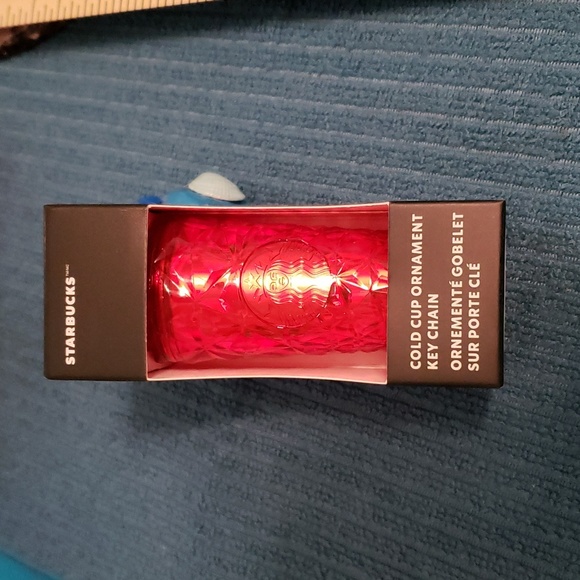 STARBUCKS
COLD CUP ORNAMENT
KEY CHAIN
ORNEMENTÉ GOBELET
SUR PORTE CLÉ